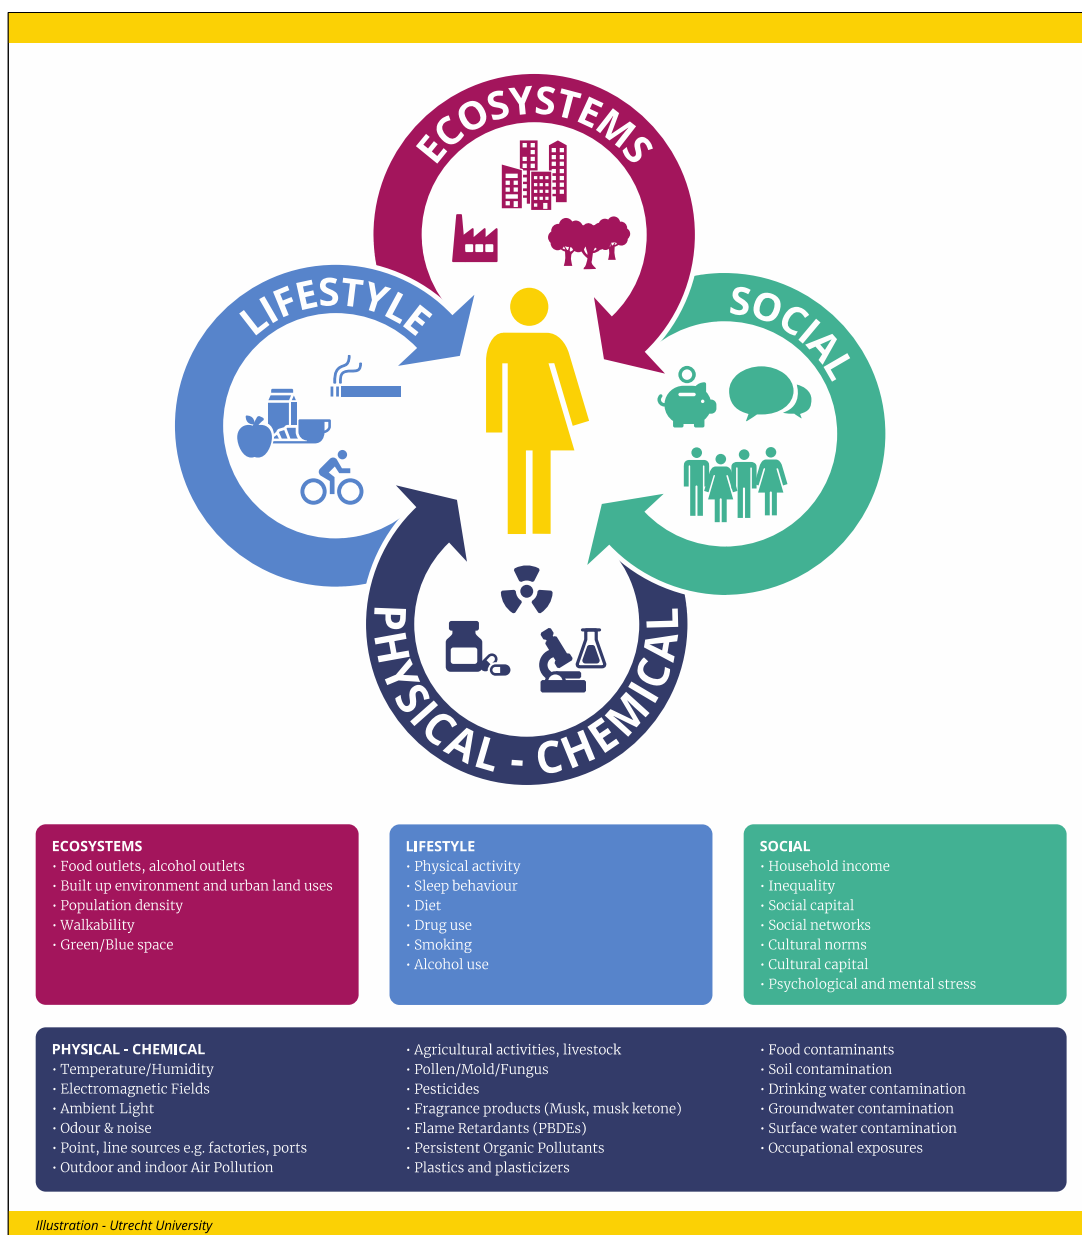 ECOSYSTEMS
LIFESTYLE
SOCIAL
PHYSICAL - CHEMICAL
ECOSYSTEMS
· Food outlets, alcohol outlets
· Built up environment and urban land uses
· Population density
· Walkability
· Green/Blue space
LIFESTYLE
· Physical activity
· Sleep behaviour
· Diet
· Drug use
· Smoking
· Alcohol use
SOCIAL
· Household income
· Inequality
· Social capital
· Social networks
· Cultural norms
· Cultural capital
· Psychological and mental stress
PHYSICAL - CHEMICAL
· Temperature/Humidity
· Electromagnetic Fields
· Ambient Light
· Odour & noise
· Point, line sources e.g. factories, ports
· Outdoor and indoor Air Pollution
· Agricultural activities, livestock
· Pollen/Mold/Fungus
· Pesticides
· Fragrance products (Musk, musk ketone)
· Flame Retardants (PBDEs)
· Persistent Organic Pollutants
· Plastics and plasticizers
· Food contaminants
· Soil contamination
· Drinking water contamination
· Groundwater contamination
· Surface water contamination
· Occupational exposures
Illustration - Utrecht University